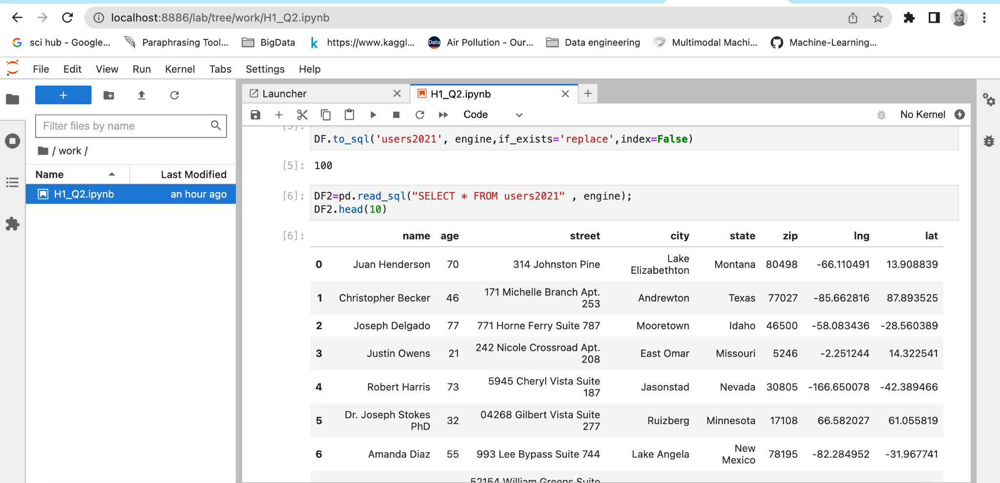 localhost:8886/lab/tree/work/H1_Q2.ipynb
sci hub - Google... Paraphrasing Tool... BigData k https://www.kaggl... Data Air Pollution - Our... Data engineering Multimodal Machi... Machine-Learning...
File Edit View Run Kernel Tabs Settings Help
+
Filter files by name
/ work /
Name Last Modified
H1_Q2.ipynb an hour ago
Launcher H1_Q2.ipynb
Code No Kernel
DF.to_sql('users2021', engine,if_exists='replace',index=False)
[5]: 100
[6]: DF2=pd.read_sql("SELECT * FROM users2021" , engine);
DF2.head(10)
[6]: name age street city state zip lng lat
0 Juan Henderson 70 314 Johnston Pine Lake Elizabethton Montana 80498 -66.110491 13.908839
1 Christopher Becker 46 171 Michelle Branch Apt. 253 Andrewton Texas 77027 -85.662816 87.893525
2 Joseph Delgado 77 771 Horne Ferry Suite 787 Mooretown Idaho 46500 -58.083436 -28.560389
3 Justin Owens 21 242 Nicole Crossroad Apt. 208 East Omar Missouri 5246 -2.251244 14.322541
4 Robert Harris 73 5945 Cheryl Vista Suite 187 Jasonstad Nevada 30805 -166.650078 -42.389466
5 Dr. Joseph Stokes PhD 32 04268 Gilbert Vista Suite 277 Ruizberg Minnesota 17108 66.582027 61.055819
6 Amanda Diaz 55 993 Lee Bypass Suite 744 Lake Angela New Mexico 78195 -82.284952 -31.967741
52154 William Greens Suite